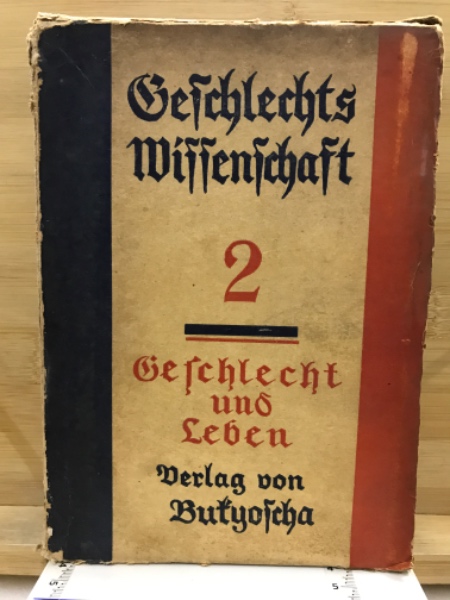 Geſchlechts
Wiſſenſchaft
2
Geſchlecht
und
Leben
Verlag von
Bukyoſcha